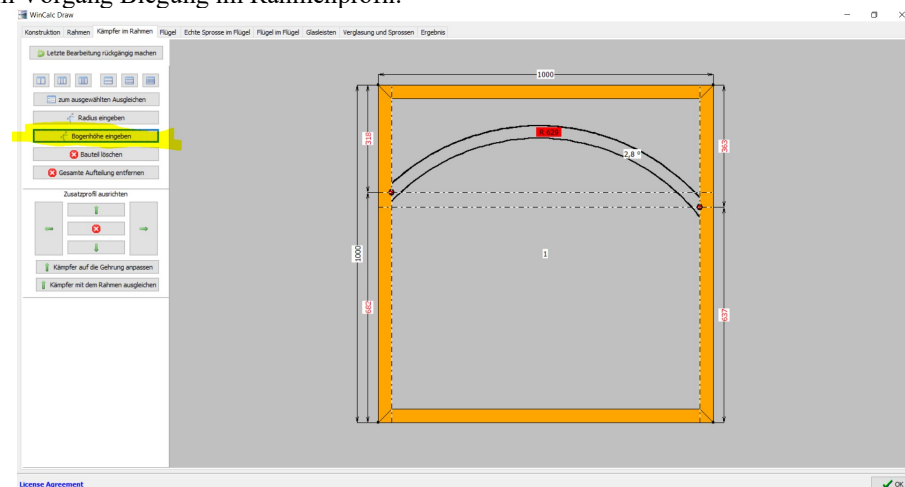 Vorgang Biegung im Rahmenprofil.
WinCalc Draw
Konstruktion Rahmen Kämpfer im Rahmen Flügel Echte Sprosse im Flügel Flügel im Flügel Glasleisten Verglasung und Sprossen Ergebnis
Letzte Bearbeitung rückgängig machen
zum ausgewählten Ausgleichen
Radius eingeben
Bogenhöhe eingeben
Bauteil löschen
Gesamte Aufteilung entfernen
Zusatzprofil ausrichten
Kämpfer auf die Gehrung anpassen
Kämpfer mit dem Rahmen ausgleichen
1000
318
R 629
2,8 °
363
1000
1
682
637
License Agreement
OK